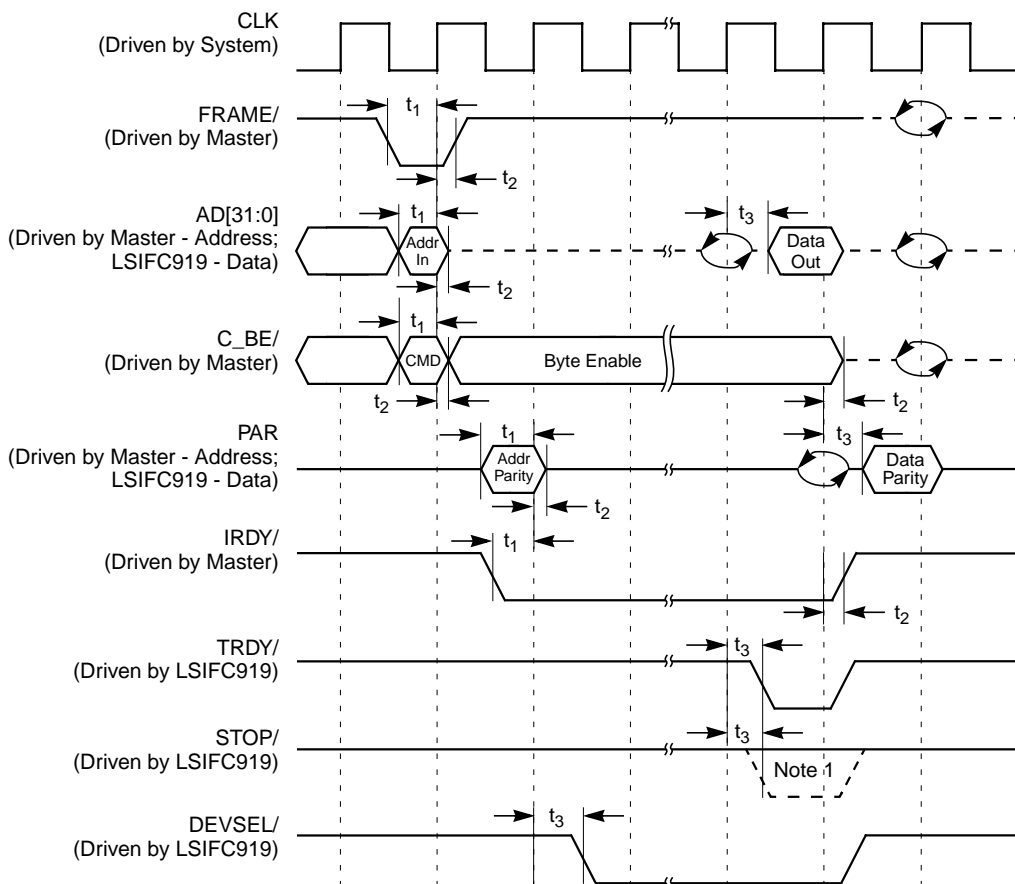 CLK
(Driven by System)
FRAME/
(Driven by Master)
t1
t2
AD[31:0]
(Driven by Master - Address;
LSIFC919 - Data)
t1
Addr
In
t2
t3
Data
Out
C_BE/
(Driven by Master)
t1
CMD
Byte Enable
t2
t2
PAR
(Driven by Master - Address;
LSIFC919 - Data)
t1
Addr
Parity
t2
t3
Data
Parity
IRDY/
(Driven by Master)
t1
t2
TRDY/
(Driven by LSIFC919)
t3
STOP/
(Driven by LSIFC919)
t3
Note 1
DEVSEL/
(Driven by LSIFC919)
t3